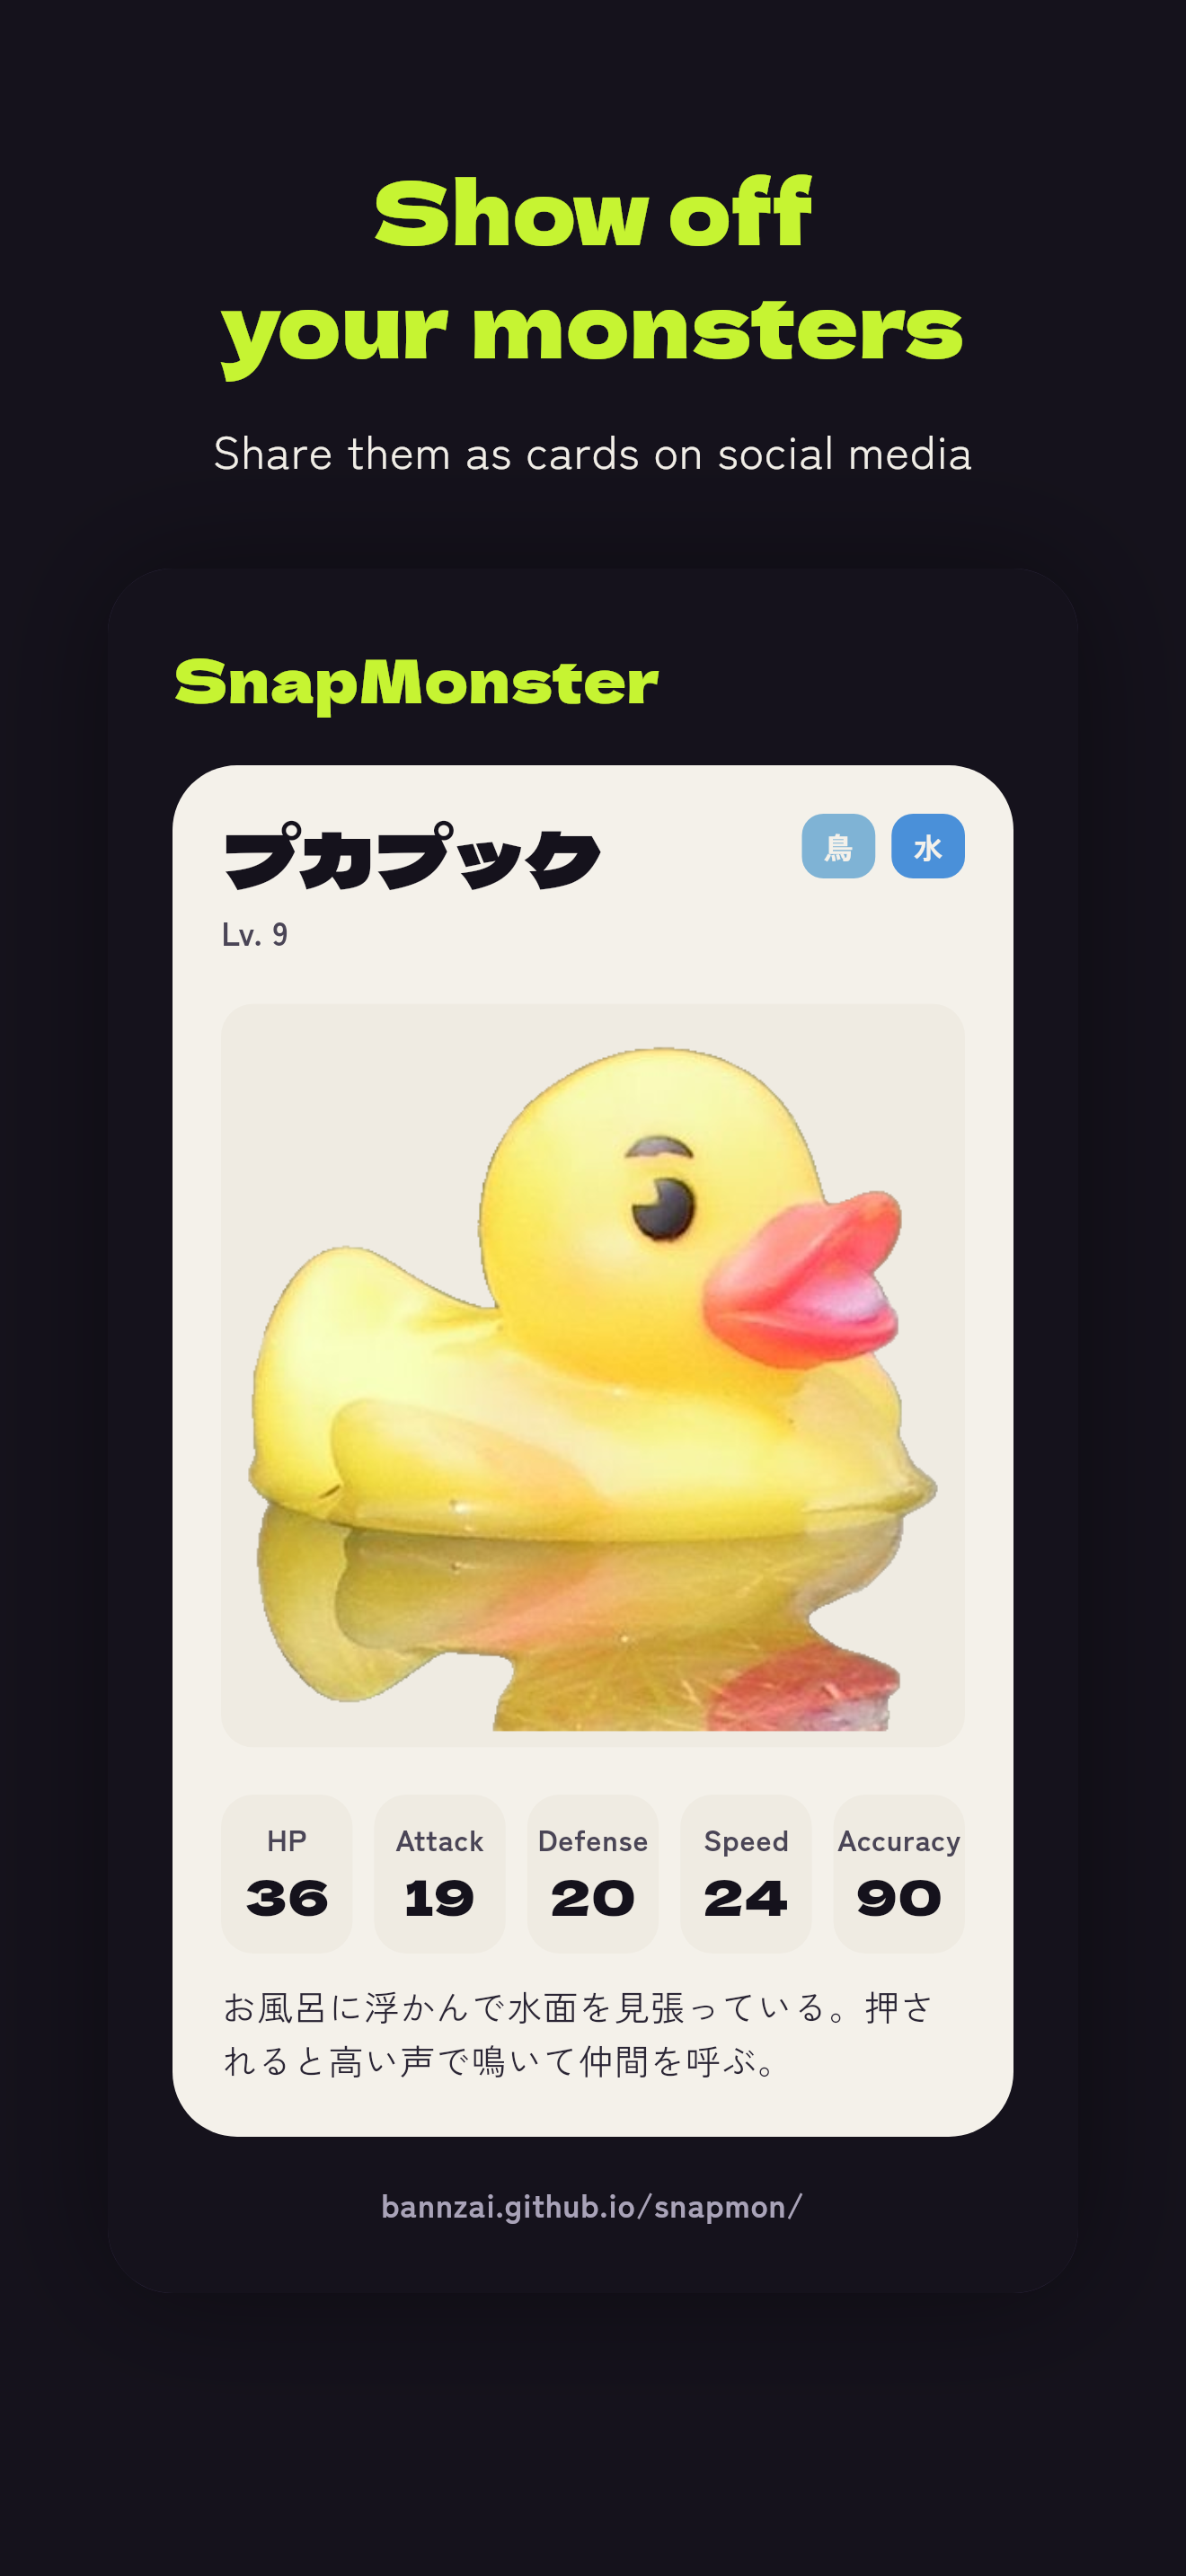 Show off
your monsters
Share them as cards on social media
SnapMonster
プカプック
鳥 水
Lv. 9
HP Attack Defense Speed Accuracy
36 19 20 24 90
お風呂に浮かんで水面を見張っている。押さ
れると高い声で鳴いて仲間を呼ぶ。
bannzai.github.io/snapmon/